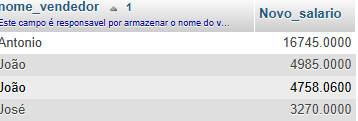 nome_vendedor 1 Novo_salario
Este campo é responsavel por armazenar o nome do v...
Antonio 16745.0000
João 4985.0000
João 4758.0600
José 3270.0000